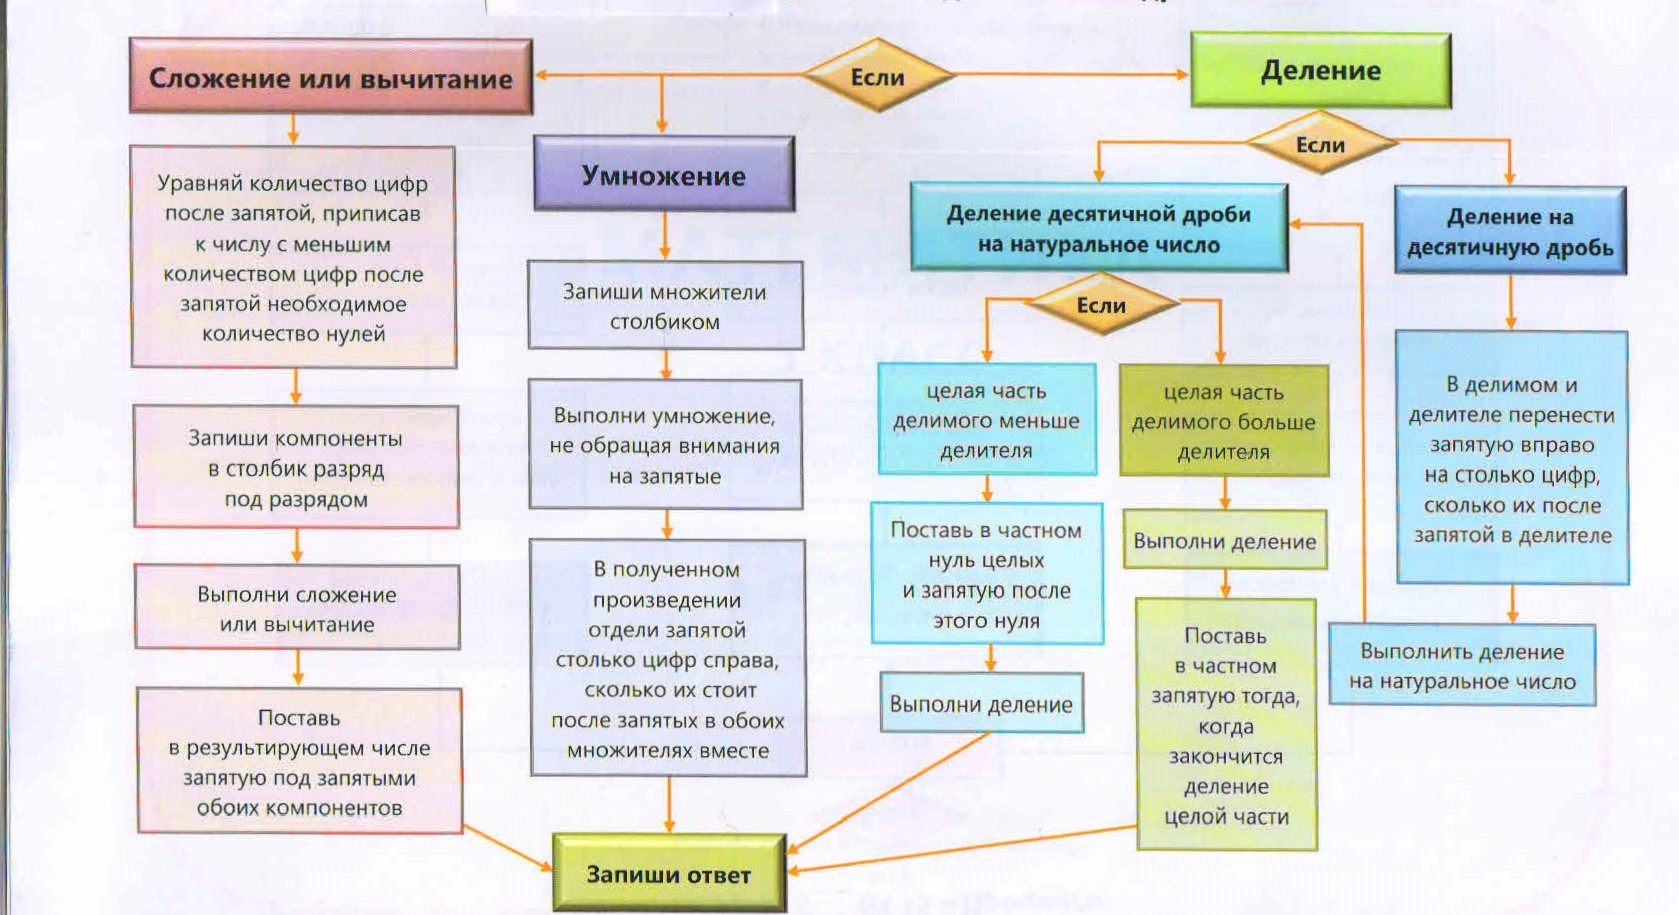 Сложение или вычитание
Если
Деление
Если
Умножение
Деление десятичной дроби
на натуральное число
Деление на
десятичную дробь
Уравняй количество цифр
после запятой, приписав
к числу с меньшим
количеством цифр после
запятой необходимое
количество нулей
Запиши компоненты
в столбик разряд
под разрядом
Выполни сложение
или вычитание
Поставь
в результирующем числе
запятую под запятыми
обоих компонентов
Запиши множители
столбиком
Выполни умножение,
не обращая внимания
на запятые
В полученном
произведении
отдели запятой
столько цифр справа,
сколько их стоит
после запятых в обоих
множителях вместе
Если
целая часть
делимого меньше
делителя
Поставь в частном
нуль целых
и запятую после
этого нуля
Выполни деление
целая часть
делимого больше
делителя
Выполни деление
Поставь
в частном
запятую тогда,
когда
закончится
деление
целой части
В делимом и
делителе перенести
запятую вправо
на столько цифр,
сколько их после
запятой в делителе
Выполнить деление
на натуральное число
Запиши ответ